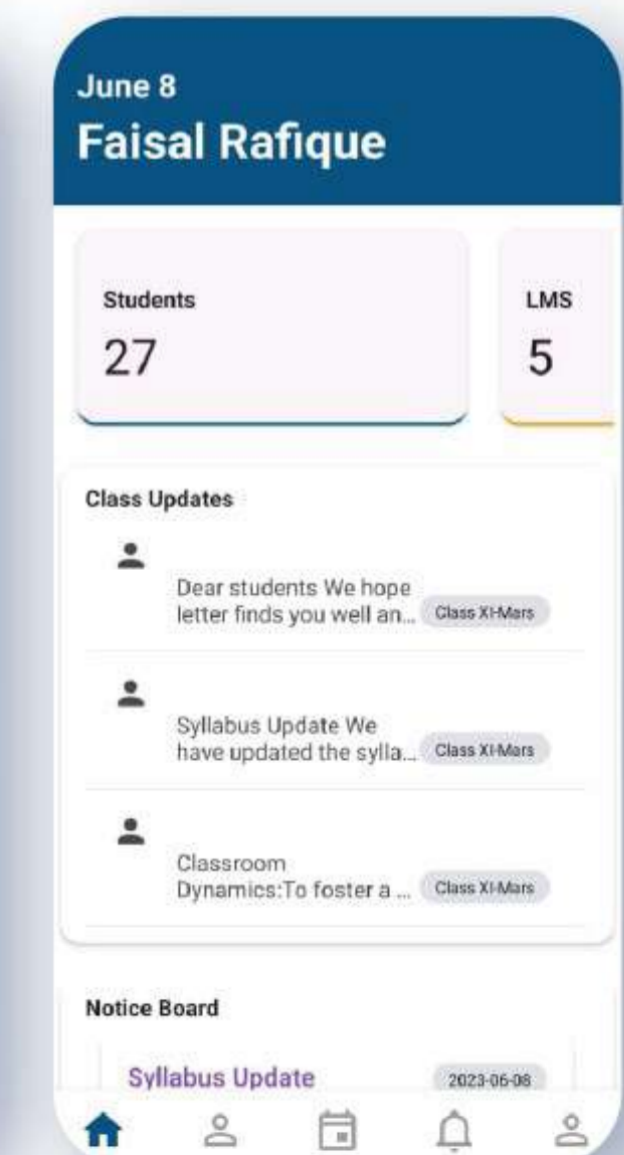 June 8
Faisal Rafique
Students
LMS
27
5
Class Updates
Dear students We hope
letter finds you well an...
Class XI-Mars
Syllabus Update We
have updated the sylla...
Class XI-Mars
Classroom
Dynamics:To foster a ...
Class XI-Mars
Notice Board
Syllabus Update
2023-06-08